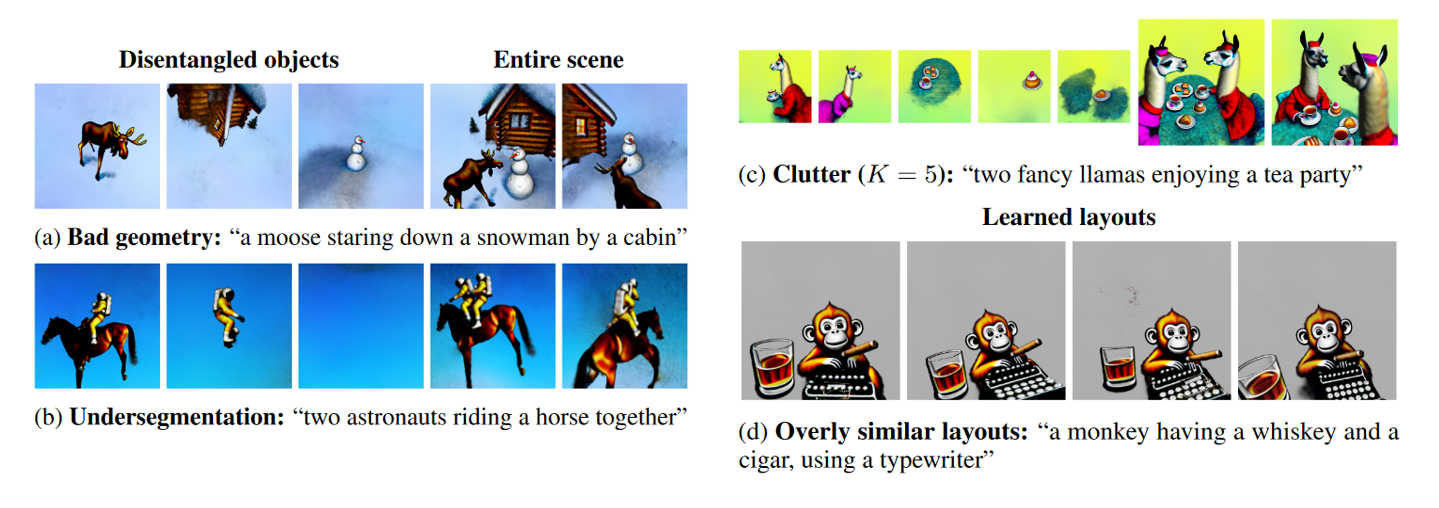 Disentangled objects
Entire scene
(a) Bad geometry: “a moose staring down a snowman by a cabin”
(b) Undersegmentation: “two astronauts riding a horse together”
(c) Clutter (K = 5): “two fancy llamas enjoying a tea party”
Learned layouts
(d) Overly similar layouts: “a monkey having a whiskey and a
cigar, using a typewriter”